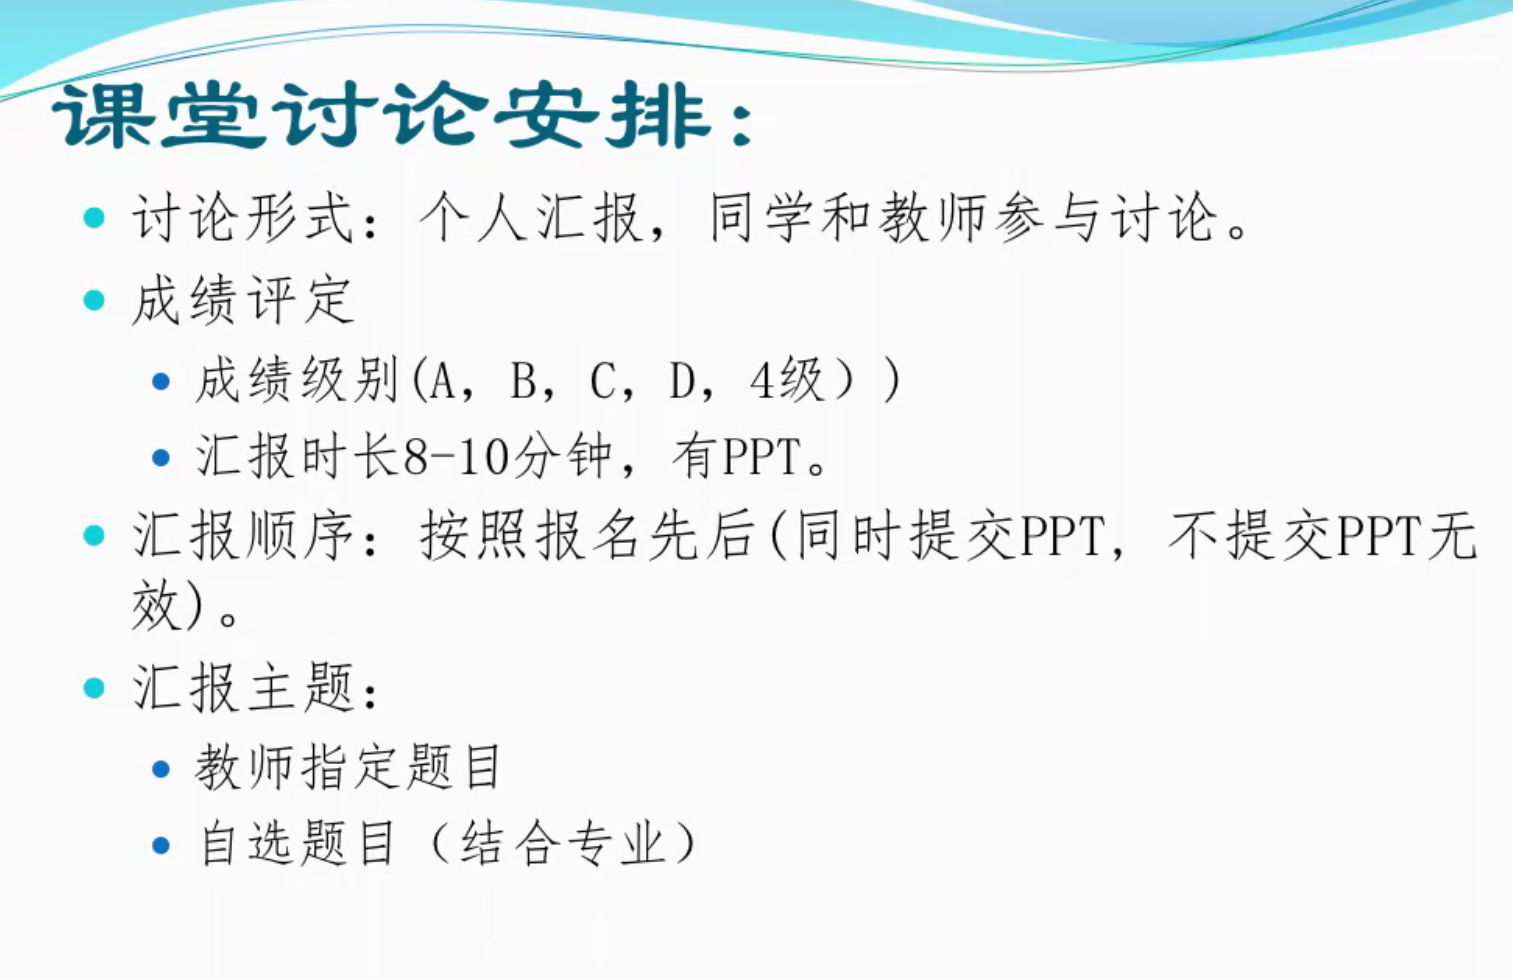 课堂讨论安排：
讨论形式：个人汇报，同学和教师参与讨论。
成绩评定
成绩级别(A，B，C，D，4级）)
汇报时长8-10分钟，有PPT。
汇报顺序：按照报名先后(同时提交PPT, 不提交PPT无
效)。
汇报主题：
教师指定题目
自选题目（结合专业）